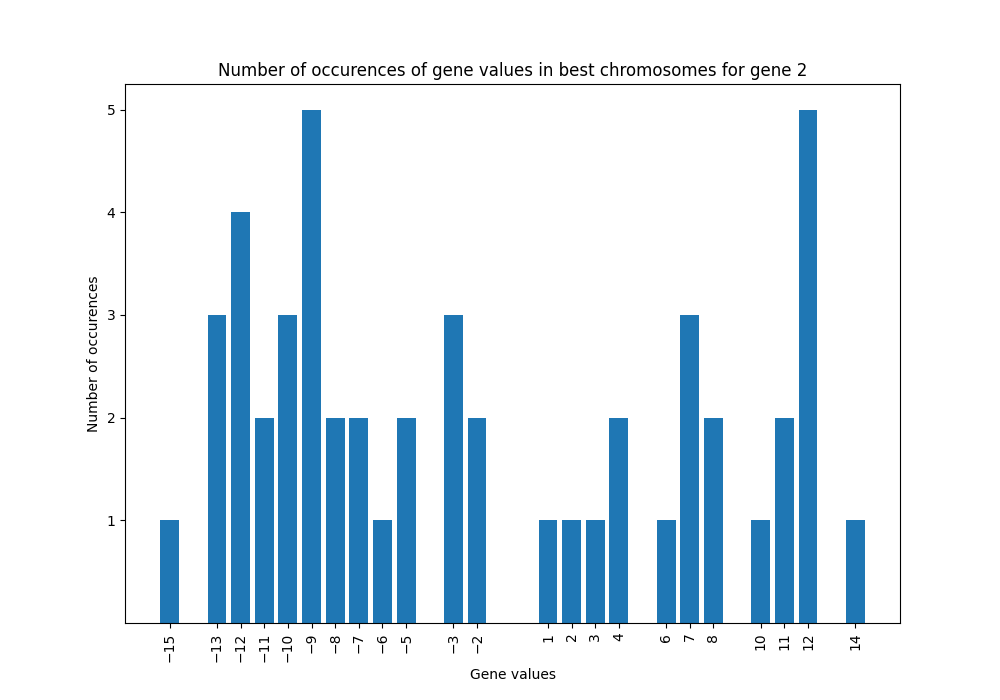 Number of occurences of gene values in best chromosomes for gene 2
5
4
3
2
1
Number of occurences
−15 −13 −12 −11 −10 −9 −8 −7 −6 −5 −3 −2 1 2 3 4 6 7 8 10 11 12 14
Gene values